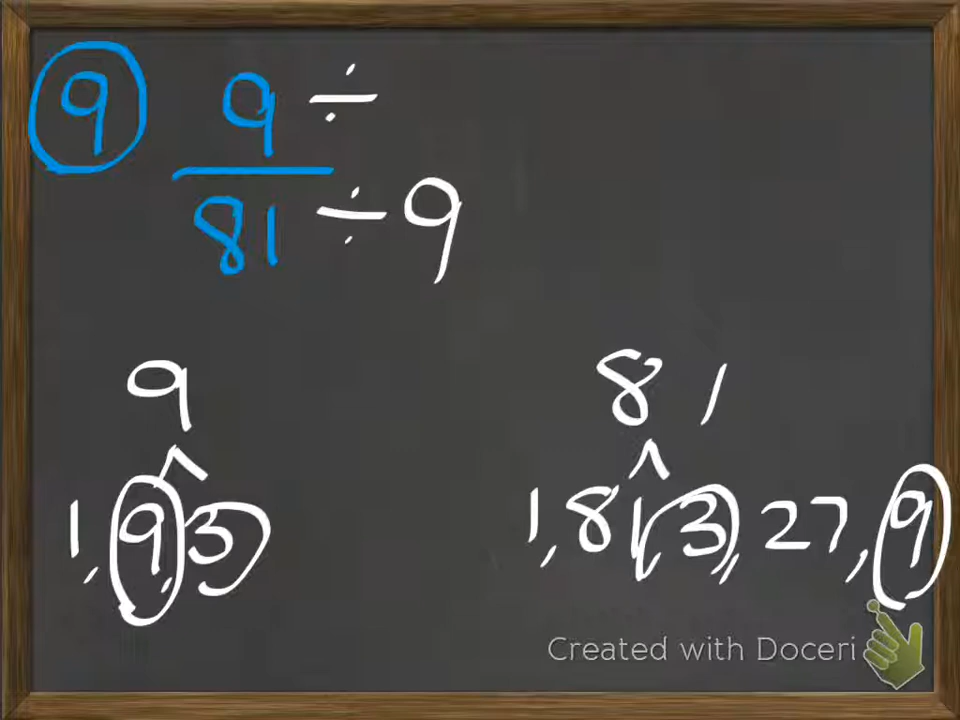 9 9 ÷
81 ÷ 9
9 81
1, 9, 3 1, 81, 3, 27, 9
Created with Doceri